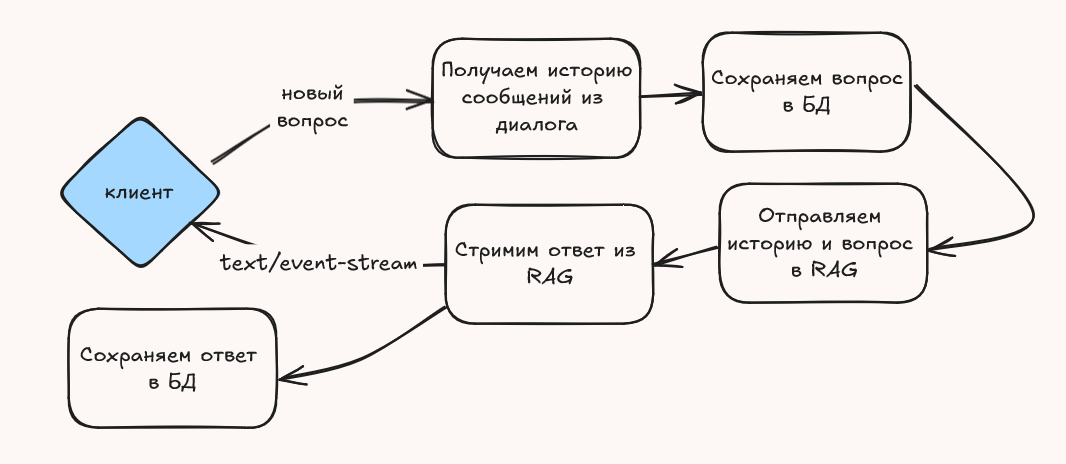 новый
вопрос
Получаем историю
сообщений из
диалога
Сохраняем вопрос
в БД
клиент
Отправляем
историю и вопрос
в RAG
Стримим ответ из
RAG
text/event-stream
Сохраняем ответ
в БД